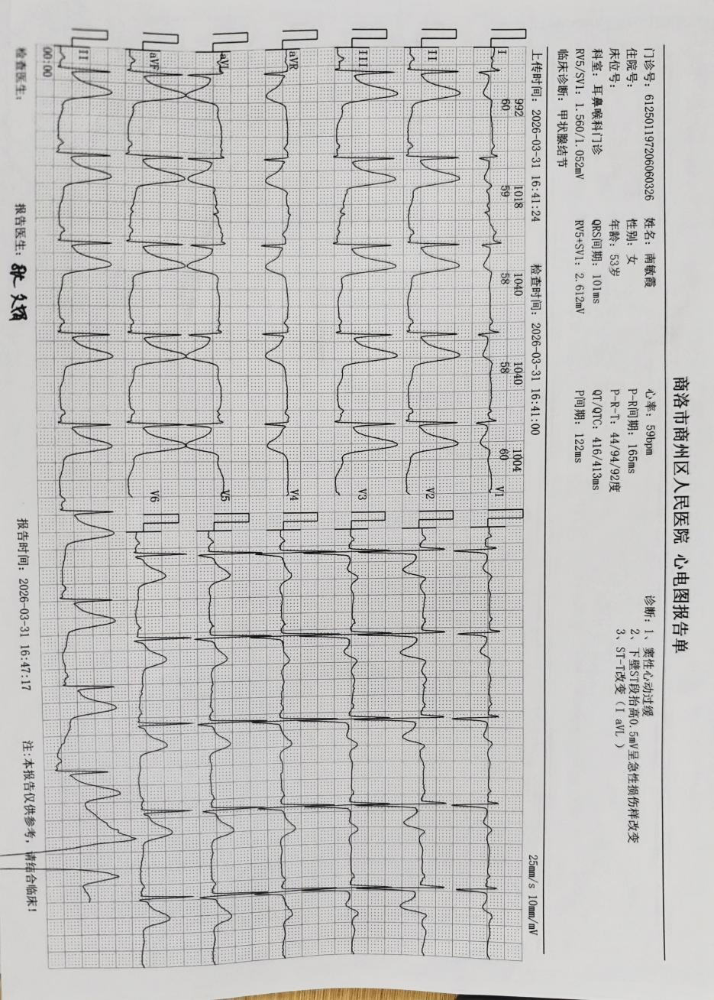 商洛市商州区人民医院 心电图报告单
门诊号: 612501197206060326 姓名: 南敏霞 心率: 59bpm 诊断: 1、窦性心动过缓
住院号: 性别: 女 P-R间期: 165ms 2、下壁ST段抬高0.5mV呈急性损伤样改变
床位号: 年龄: 53岁 P-R-T: 44/94/92度 3、ST-T改变 (I aVL )
科室: 耳鼻喉科门诊 QRS间期: 101ms QT/QTC: 416/413ms
RV5/SV1: 1.560/1.052mV RV5+SV1: 2.612mV P间期: 122ms
临床诊断: 甲状腺结节
上传时间: 2026-03-31 16:41:24 检查时间: 2026-03-31 16:41:00 25mm/s 10mm/mV
992 1018 1040 1040 1004
60 59 58 58 60
I V1
II V2
III V3
aVR V4
aVL V5
aVF V6
II
00:00
检查医生: 报告医生: 报告时间: 2026-03-31 16:47:17 注:本报告仅供参考, 请结合临床!